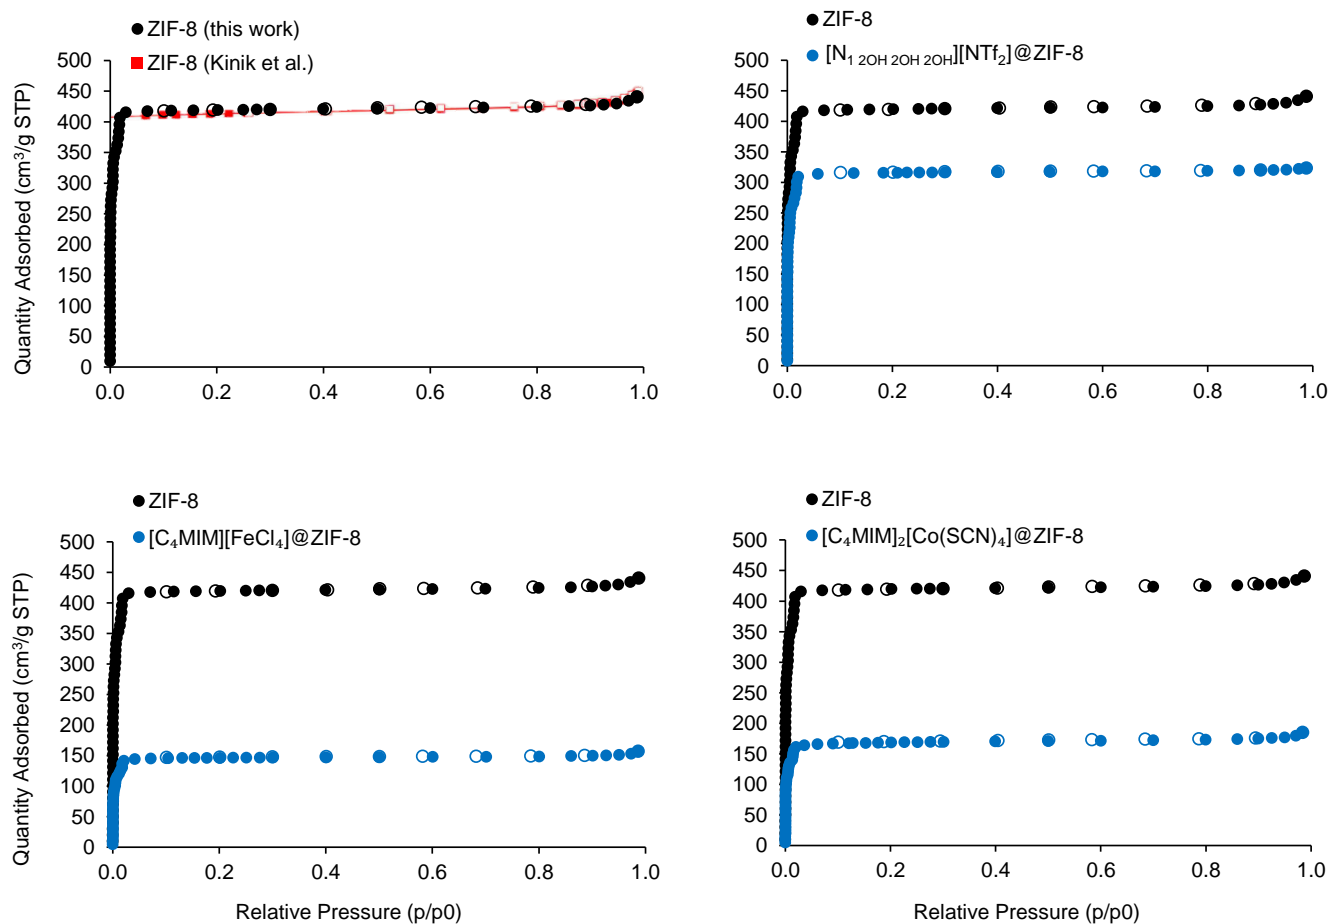 ZIF-8 (this work)
ZIF-8 (Kinik et al.)
Quantity Adsorbed (cm³/g STP)
500
450
400
350
300
250
200
150
100
50
0
0.0 0.2 0.4 0.6 0.8 1.0
ZIF-8
[N₁ ₂OH ₂OH ₂OH][NTf₂]@ZIF-8
500
450
400
350
300
250
200
150
100
50
0
0.0 0.2 0.4 0.6 0.8 1.0
ZIF-8
[C₄MIM][FeCl₄]@ZIF-8
Quantity Adsorbed (cm³/g STP)
500
450
400
350
300
250
200
150
100
50
0
0.0 0.2 0.4 0.6 0.8 1.0
Relative Pressure (p/p0)
ZIF-8
[C₄MIM]₂[Co(SCN)₄]@ZIF-8
500
450
400
350
300
250
200
150
100
50
0
0.0 0.2 0.4 0.6 0.8 1.0
Relative Pressure (p/p0)